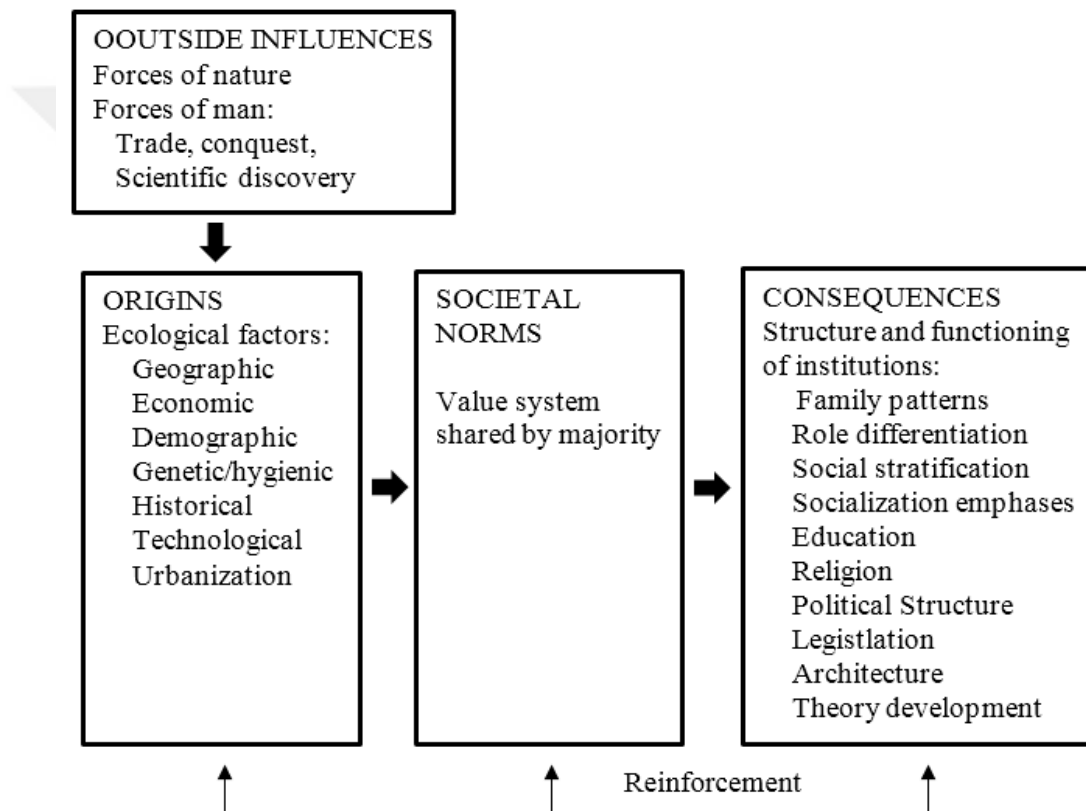 OOUTSIDE INFLUENCES
Forces of nature
Forces of man:
Trade, conquest,
Scientific discovery
ORIGINS
Ecological factors:
Geographic
Economic
Demographic
Genetic/hygienic
Historical
Technological
Urbanization
SOCIETAL
NORMS
Value system
shared by majority
CONSEQUENCES
Structure and functioning
of institutions:
Family patterns
Role differentiation
Social stratification
Socialization emphases
Education
Religion
Political Structure
Legistlation
Architecture
Theory development
Reinforcement